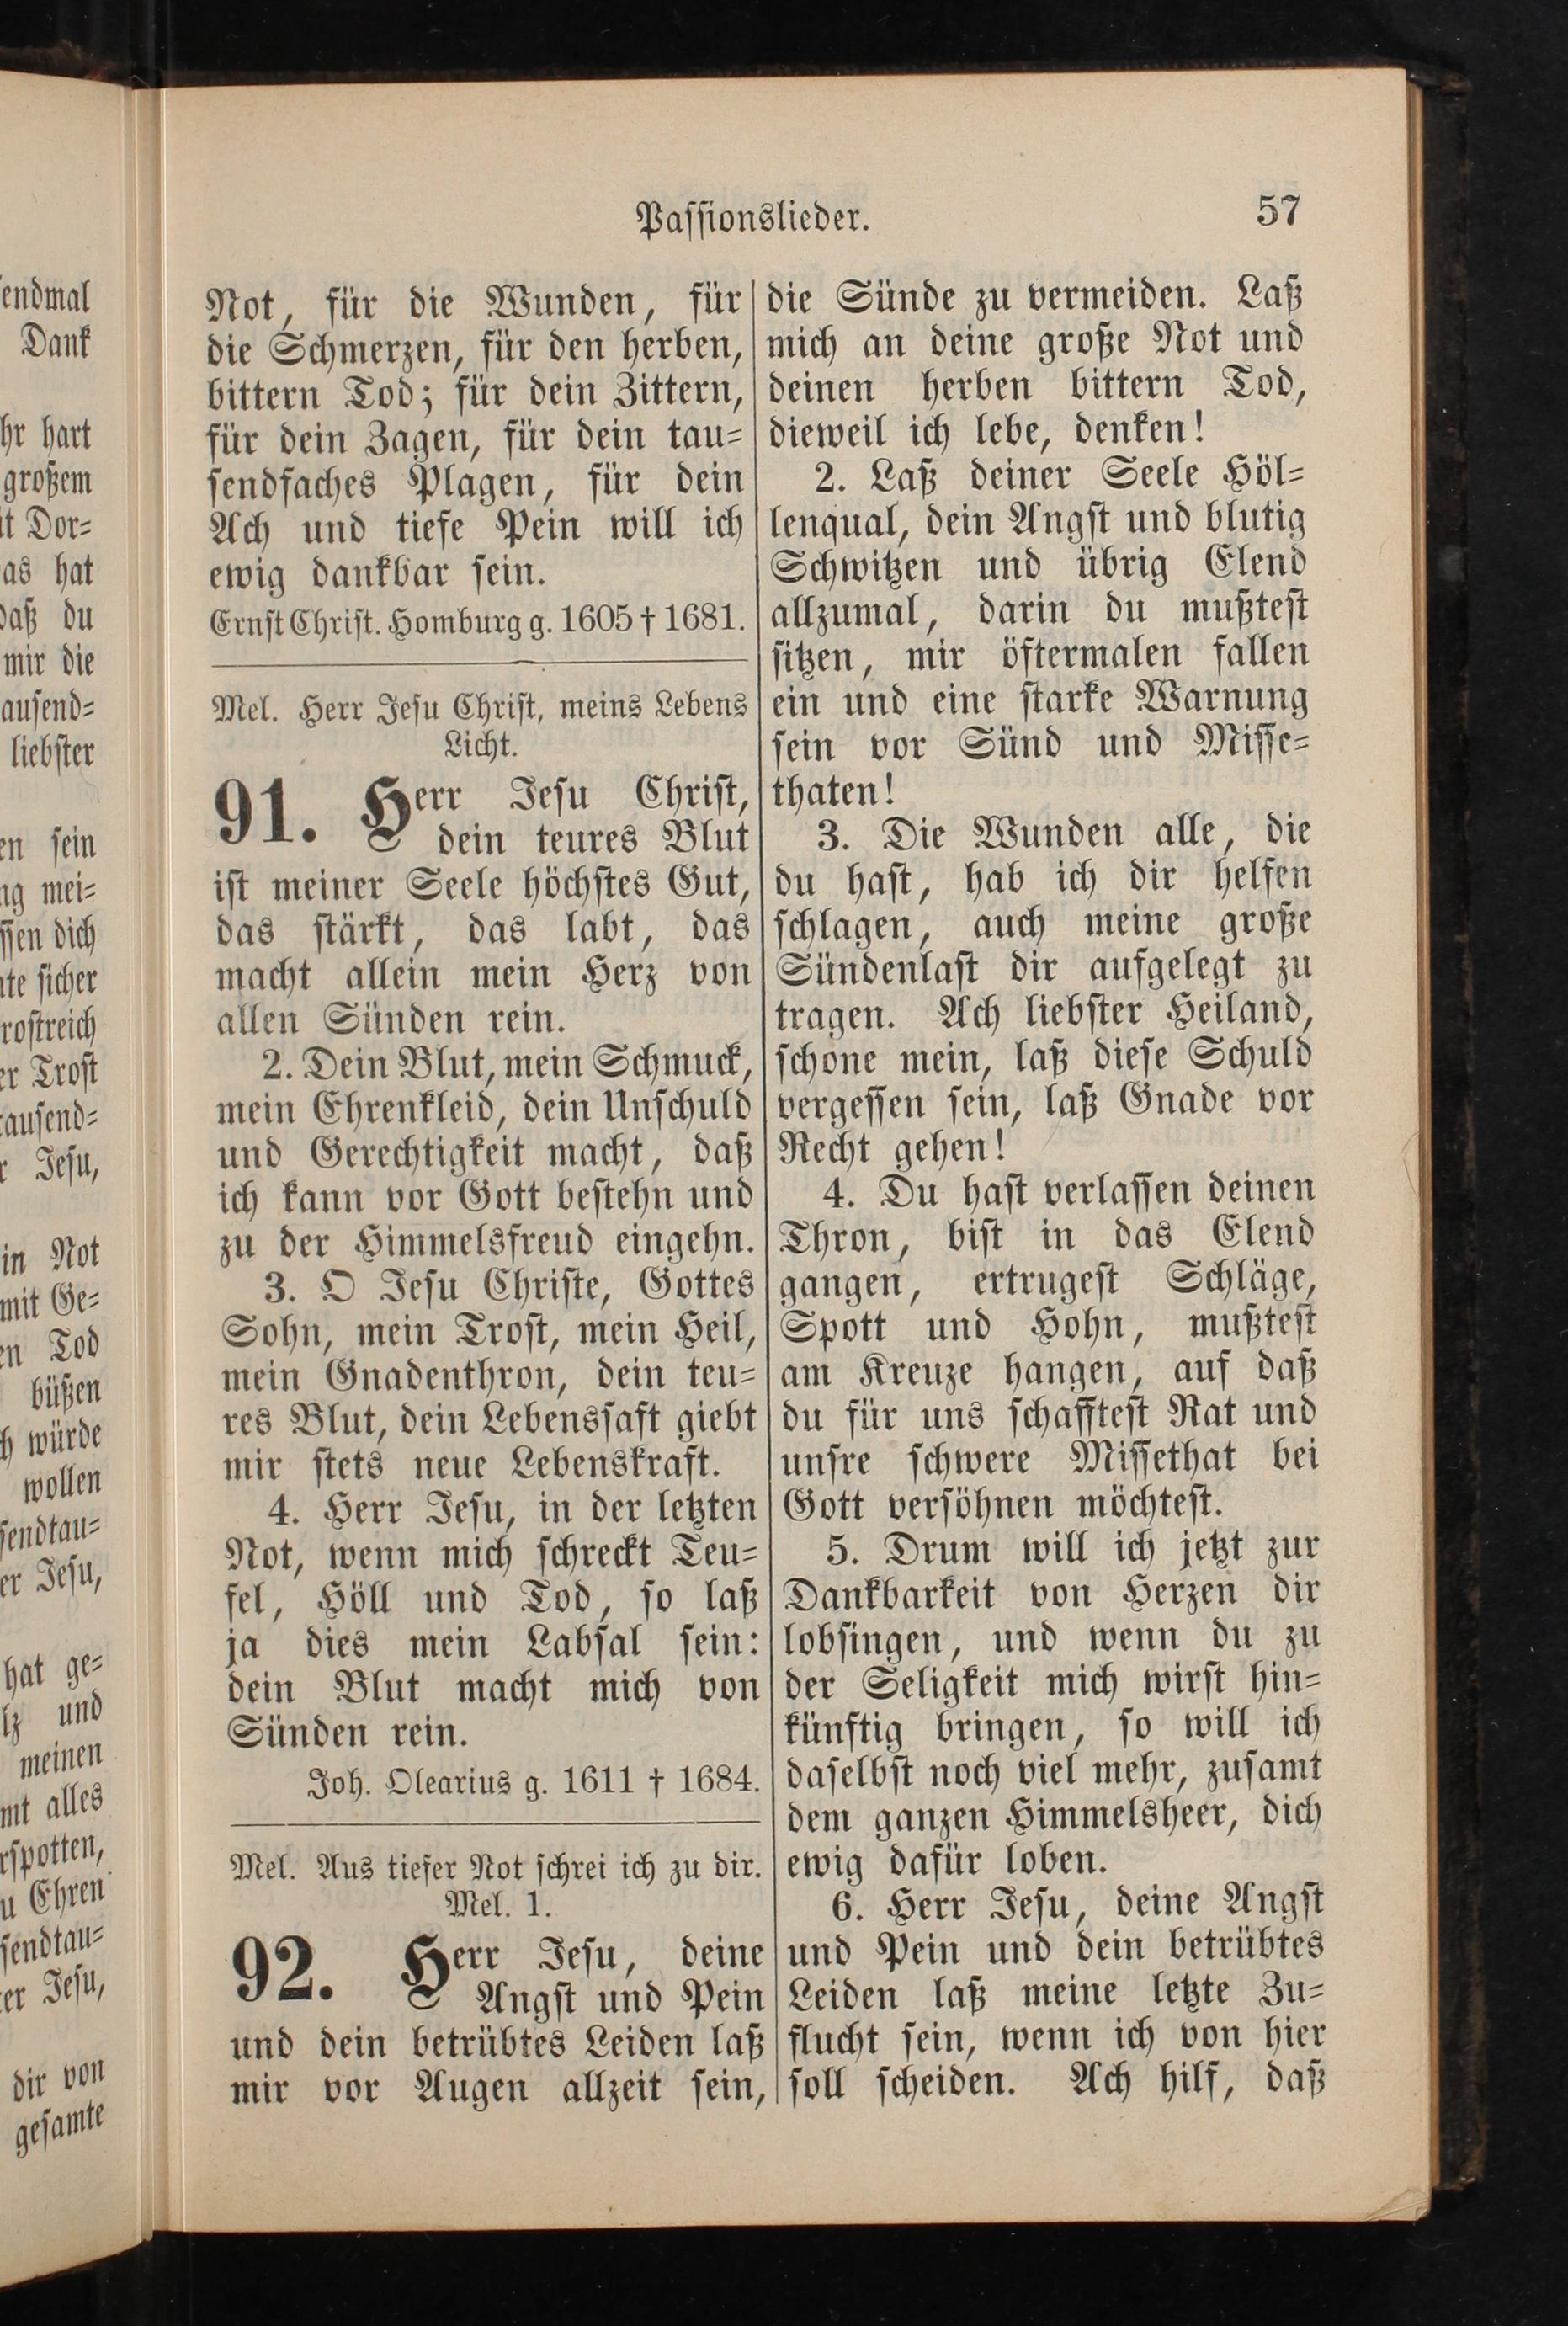 Passionslieder.
57
Not, für die Wunden, für
die Schmerzen, für den herben,
bittern Tod; für dein Zittern,
für dein Zagen, für dein tau=
sendfaches Plagen, für dein
Ach und tiefe Pein will ich
ewig dankbar sein.
Ernst Christ. Homburg g. 1605 † 1681.
Mel. Herr Jesu Christ, meins Lebens
Licht.
91. Herr Jesu Christ,
dein teures Blut
ist meiner Seele höchstes Gut,
das stärkt, das labt, das
macht allein mein Herz von
allen Sünden rein.
2. Dein Blut, mein Schmuck,
mein Ehrenkleid, dein Unschuld
und Gerechtigkeit macht, daß
ich kann vor Gott bestehn und
zu der Himmelsfreud eingehn.
3. O Jesu Christe, Gottes
Sohn, mein Trost, mein Heil,
mein Gnadenthron, dein teu=
res Blut, dein Lebenssaft giebt
mir stets neue Lebenskraft.
4. Herr Jesu, in der letzten
Not, wenn mich schreckt Teu=
fel, Höll und Tod, so laß
ja dies mein Labsal sein:
dein Blut macht mich von
Sünden rein.
Joh. Olearius g. 1611 † 1684.
Mel. Aus tiefer Not schrei ich zu dir.
Mel. 1.
92. Herr Jesu, deine
Angst und Pein
und dein betrübtes Leiden laß
mir vor Augen allzeit sein,
die Sünde zu vermeiden. Laß
mich an deine große Not und
deinen herben bittern Tod,
dieweil ich lebe, denken!
2. Laß deiner Seele Höl=
lenqual, dein Angst und blutig
Schwitzen und übrig Elend
allzumal, darin du mußtest
sitzen, mir öftermalen fallen
ein und eine starke Warnung
sein vor Sünd und Misse=
thaten!
3. Die Wunden alle, die
du hast, hab ich dir helfen
schlagen, auch meine große
Sündenlast dir aufgelegt zu
tragen. Ach liebster Heiland,
schone mein, laß diese Schuld
vergessen sein, laß Gnade vor
Recht gehen!
4. Du hast verlassen deinen
Thron, bist in das Elend
gangen, ertrugest Schläge,
Spott und Hohn, mußtest
am Kreuze hangen, auf daß
du für uns schafftest Rat und
unsre schwere Missethat bei
Gott versöhnen möchtest.
5. Drum will ich jetzt zur
Dankbarkeit von Herzen dir
lobsingen, und wenn du zu
der Seligkeit mich wirst hin=
künftig bringen, so will ich
daselbst noch viel mehr, zusamt
dem ganzen Himmelsheer, dich
ewig dafür loben.
6. Herr Jesu, deine Angst
und Pein und dein betrübtes
Leiden laß meine letzte Zu=
flucht sein, wenn ich von hier
soll scheiden. Ach hilf, daß